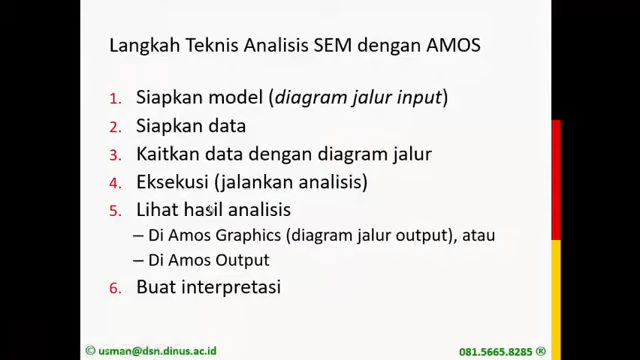 Langkah Teknis Analisis SEM dengan AMOS
1. Siapkan model (diagram jalur input)
2. Siapkan data
3. Kaitkan data dengan diagram jalur
4. Eksekusi (jalankan analisis)
5. Lihat hasil analisis
– Di Amos Graphics (diagram jalur output), atau
– Di Amos Output
6. Buat interpretasi
© usman@dsn.dinus.ac.id
081.5665.8285 ®